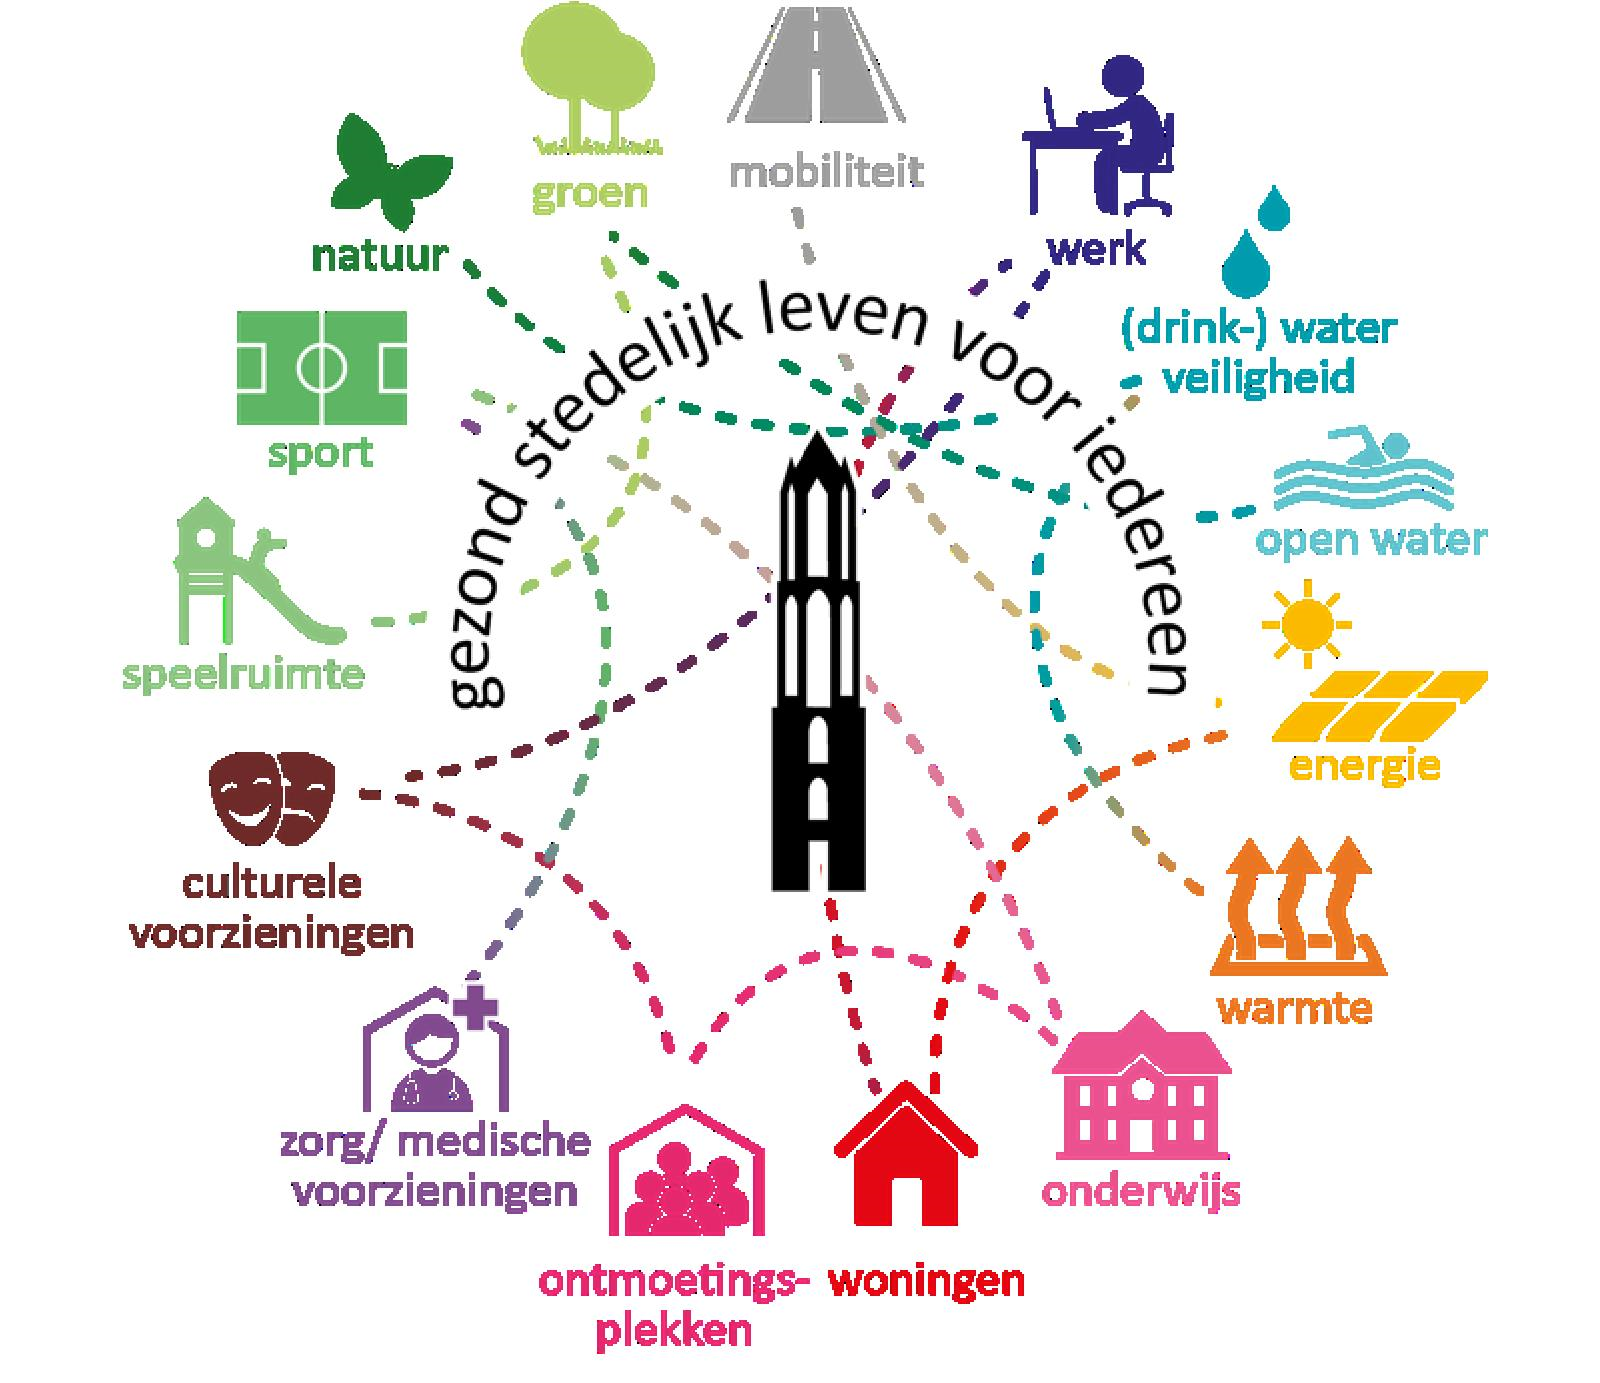 mobiliteit
groen
werk
natuur
(drink-) water
veiligheid
gezond stedelijk leven voor iedereen
sport
open water
speelruimte
energie
culturele
voorzieningen
warmte
zorg/ medische
voorzieningen
onderwijs
ontmoetings-
plekken
woningen